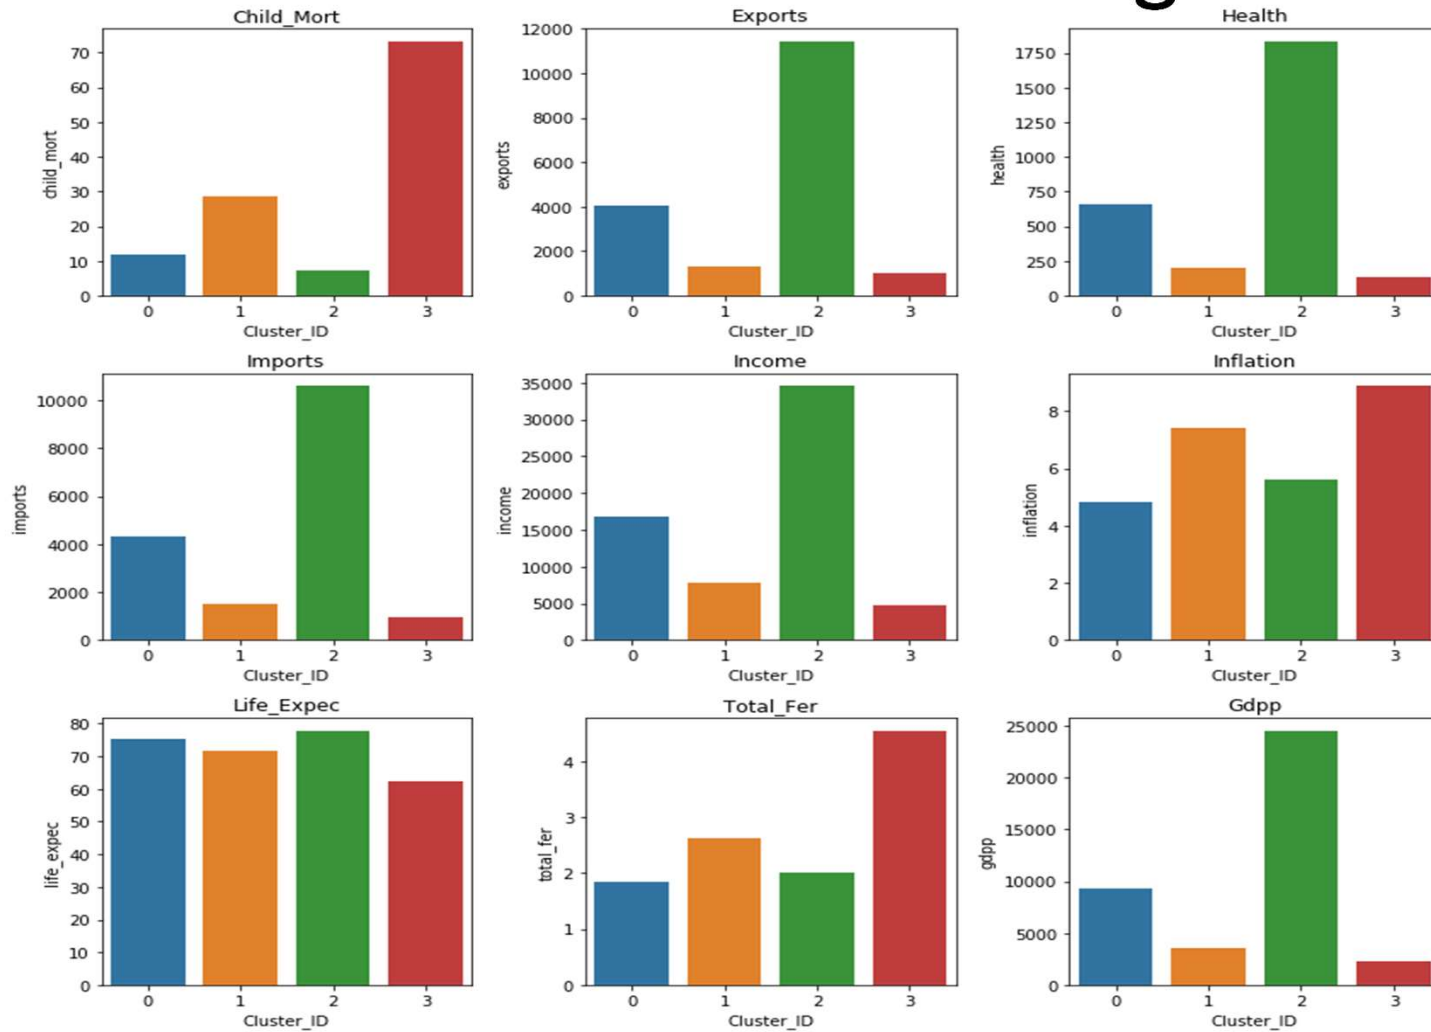 g
Child_Mort
child_mort
70
60
50
40
30
20
10
0
0 1 2 3
Cluster_ID
Exports
exports
12000
10000
8000
6000
4000
2000
0
0 1 2 3
Cluster_ID
Health
health
1750
1500
1250
1000
750
500
250
0
0 1 2 3
Cluster_ID
Imports
imports
10000
8000
6000
4000
2000
0
0 1 2 3
Cluster_ID
Income
income
35000
30000
25000
20000
15000
10000
5000
0
0 1 2 3
Cluster_ID
Inflation
inflation
8
6
4
2
0
0 1 2 3
Cluster_ID
Life_Expec
life_expec
80
70
60
50
40
30
20
10
0
0 1 2 3
Cluster_ID
Total_Fer
total_fer
4
3
2
1
0
0 1 2 3
Cluster_ID
Gdpp
gdpp
25000
20000
15000
10000
5000
0
0 1 2 3
Cluster_ID